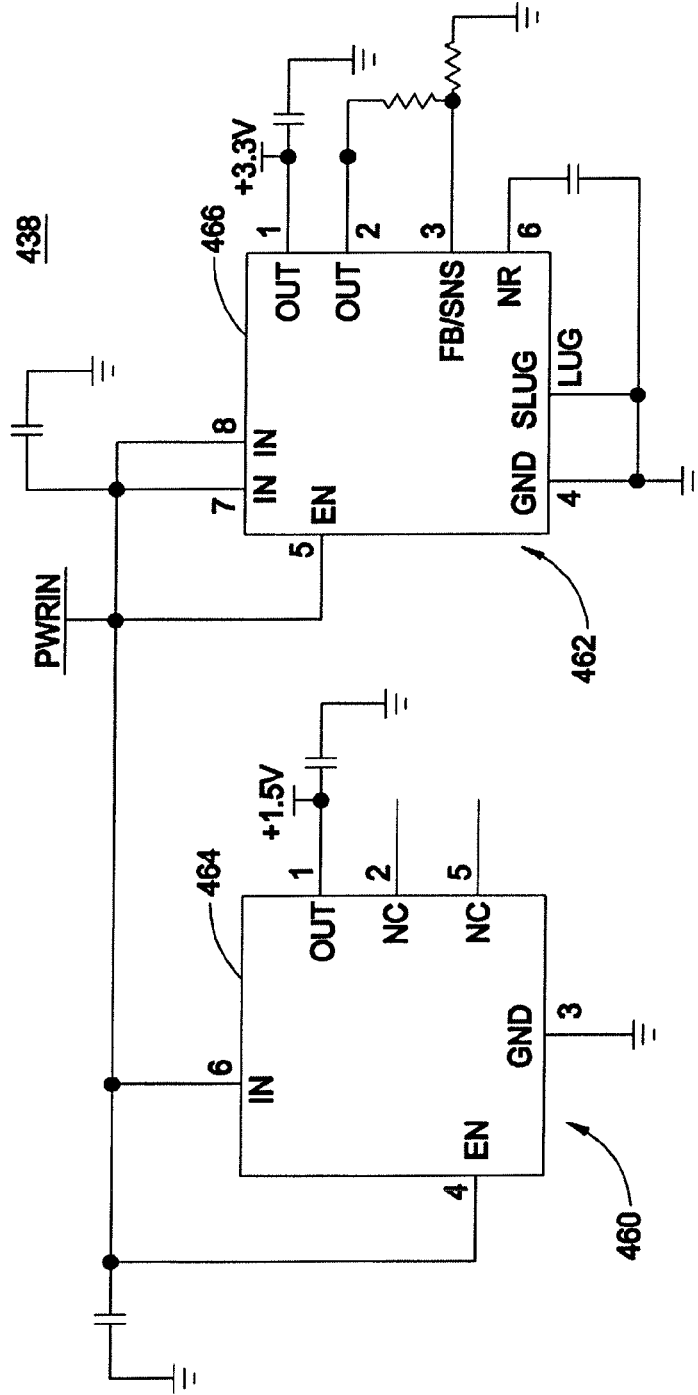 438
PWRIN
466
7
8
IN
IN
5
EN
OUT
1
+3.3V
OUT
2
FB/SNS
3
NR
6
GND
SLUG
LUG
4
462
464
6
IN
OUT
1
+1.5V
NC
2
NC
5
EN
4
GND
3
460